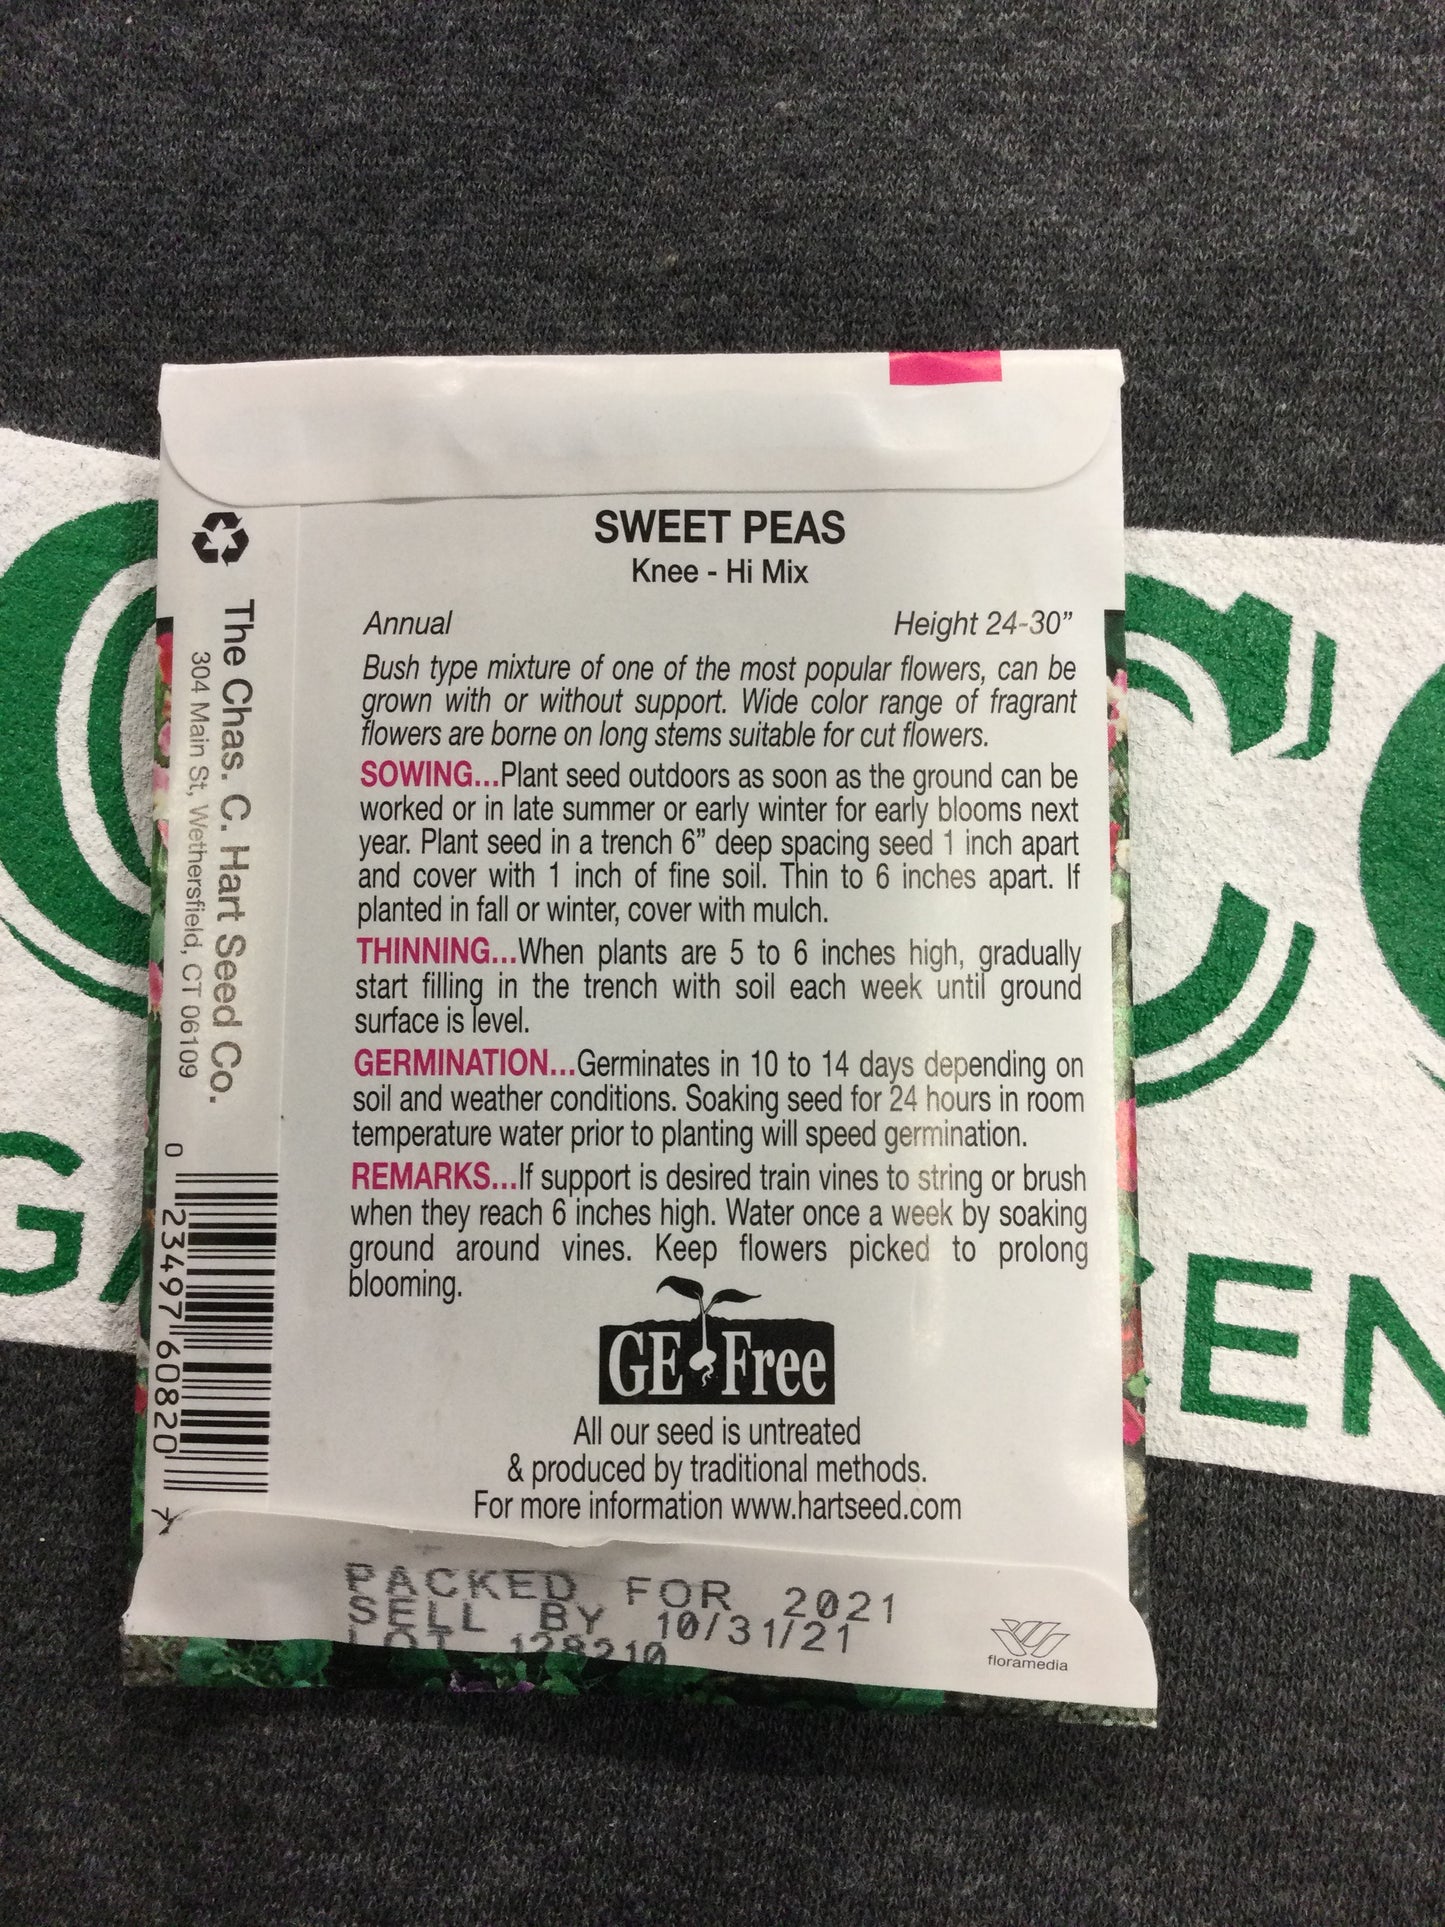 SWEET PEAS
Knee - Hi Mix
Annual Height 24-30”
Bush type mixture of one of the most popular flowers, can be
grown with or without support. Wide color range of fragrant
flowers are borne on long stems suitable for cut flowers.
SOWING...Plant seed outdoors as soon as the ground can be
worked or in late summer or early winter for early blooms next
year. Plant seed in a trench 6” deep spacing seed 1 inch apart
and cover with 1 inch of fine soil. Thin to 6 inches apart. If
planted in fall or winter, cover with mulch.
THINNING...When plants are 5 to 6 inches high, gradually
start filling in the trench with soil each week until ground
surface is level.
GERMINATION...Germinates in 10 to 14 days depending on
soil and weather conditions. Soaking seed for 24 hours in room
temperature water prior to planting will speed germination.
REMARKS...If support is desired train vines to string or brush
when they reach 6 inches high. Water once a week by soaking
ground around vines. Keep flowers picked to prolong
blooming.
GE Free
All our seed is untreated
& produced by traditional methods.
For more information www.hartseed.com
PACKED FOR 2021
SELL BY 10/31/21
LOT 128210
floramedia
The Chas. C. Hart Seed Co.
304 Main St, Wethersfield, CT 06109
0 23497 60820 7